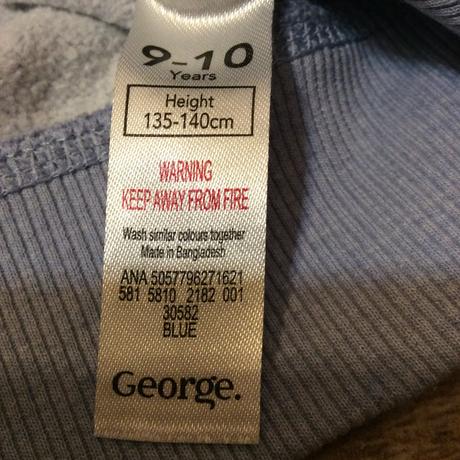 9-10
Years
Height
135-140cm
WARNING
KEEP AWAY FROM FIRE
Wash similar colours together
Made in Bangladesh
ANA 5057796271621
581 5810 2182 001
30582
BLUE
George.